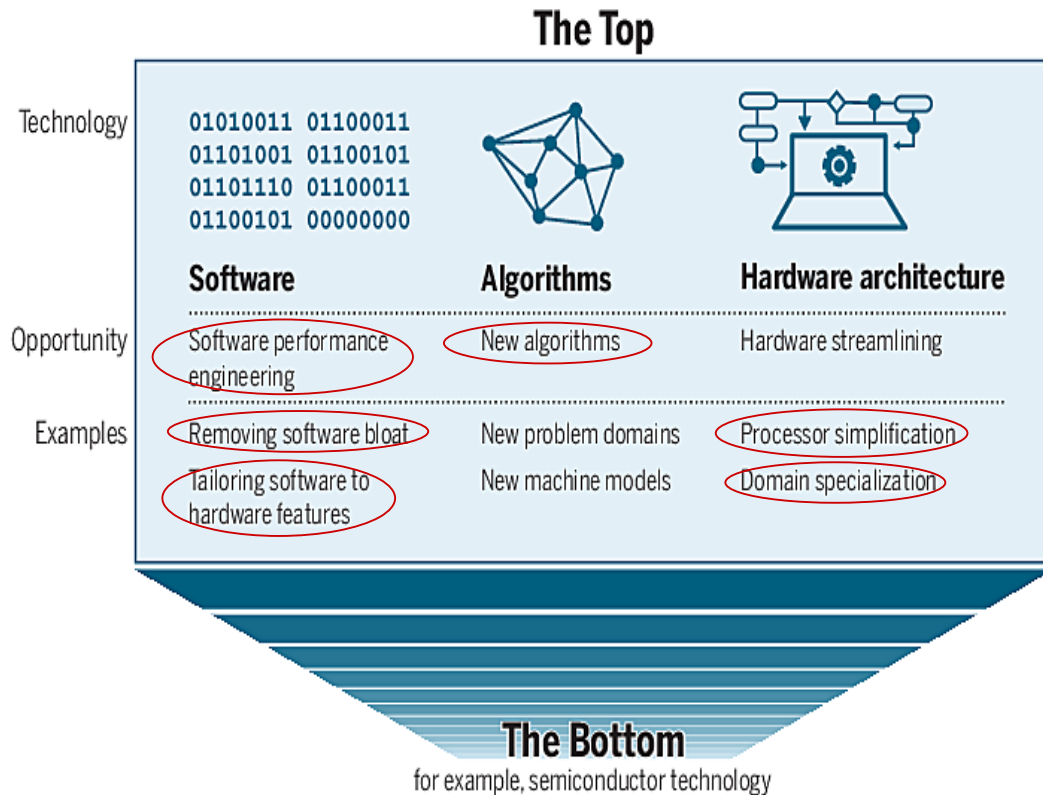 The Top
Technology
01010011 01100011
01101001 01100101
01101110 01100011
01100101 00000000
Software
Algorithms
Hardware architecture
Opportunity
Software performance
engineering
New algorithms
Hardware streamlining
Examples
Removing software bloat
New problem domains
Processor simplification
Tailoring software to
hardware features
New machine models
Domain specialization
The Bottom
for example, semiconductor technology